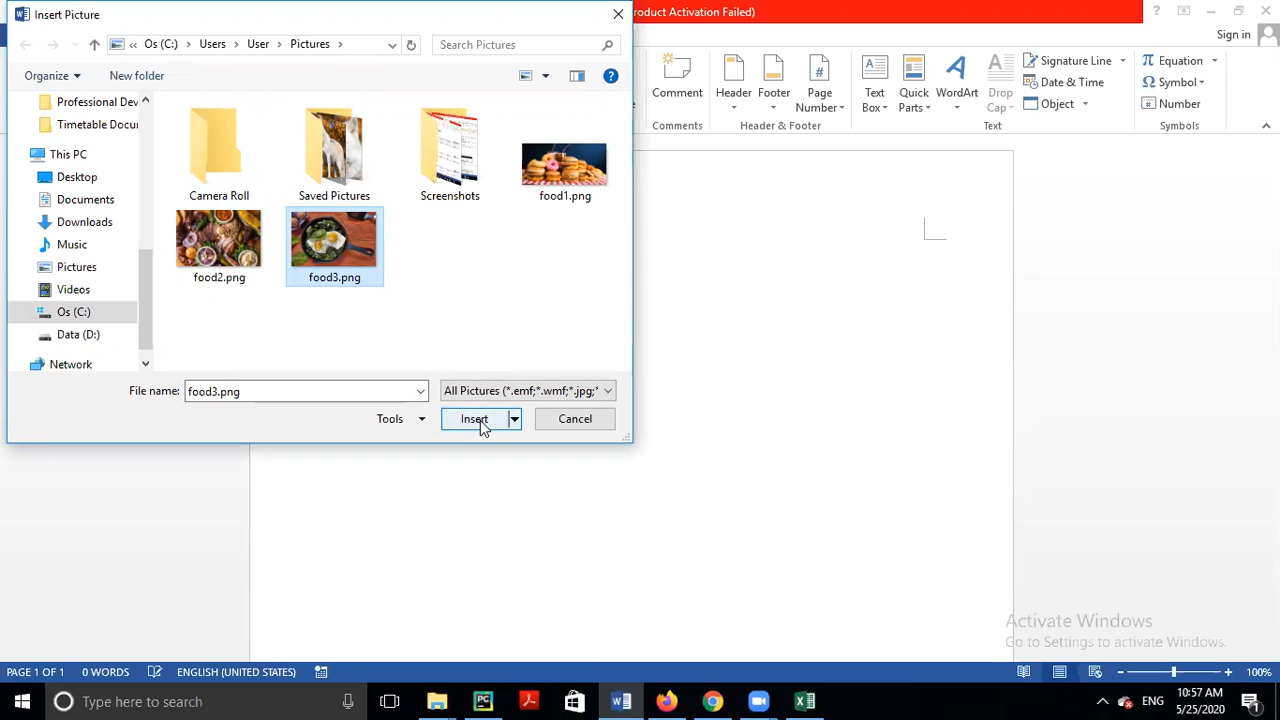 Insert Picture
roduct Activation Failed)
?
Sign in
Os (C:) > Users > User > Pictures >
Search Pictures
Organize
New folder
?
Professional Dev
Timetable Docu
This PC
Desktop
Documents
Downloads
Music
Pictures
Videos
Os (C:)
Data (D:)
Network
Camera Roll
Saved Pictures
Screenshots
food1.png
food2.png
food3.png
File name: food3.png
All Pictures (*.emf;*.wmf;*.jpg;*
Tools
Insert
Cancel
Comment
Comments
Header
Footer
Page Number
Header & Footer
Text Box
Quick Parts
WordArt
Drop Cap
Signature Line
Date & Time
Object
Text
Equation
Symbol
Number
Symbols
Activate Windows
Go to Settings to activate Windows.
PAGE 1 OF 1
0 WORDS
ENGLISH (UNITED STATES)
100%
Type here to search
ENG
10:57 AM
5/25/2020
1